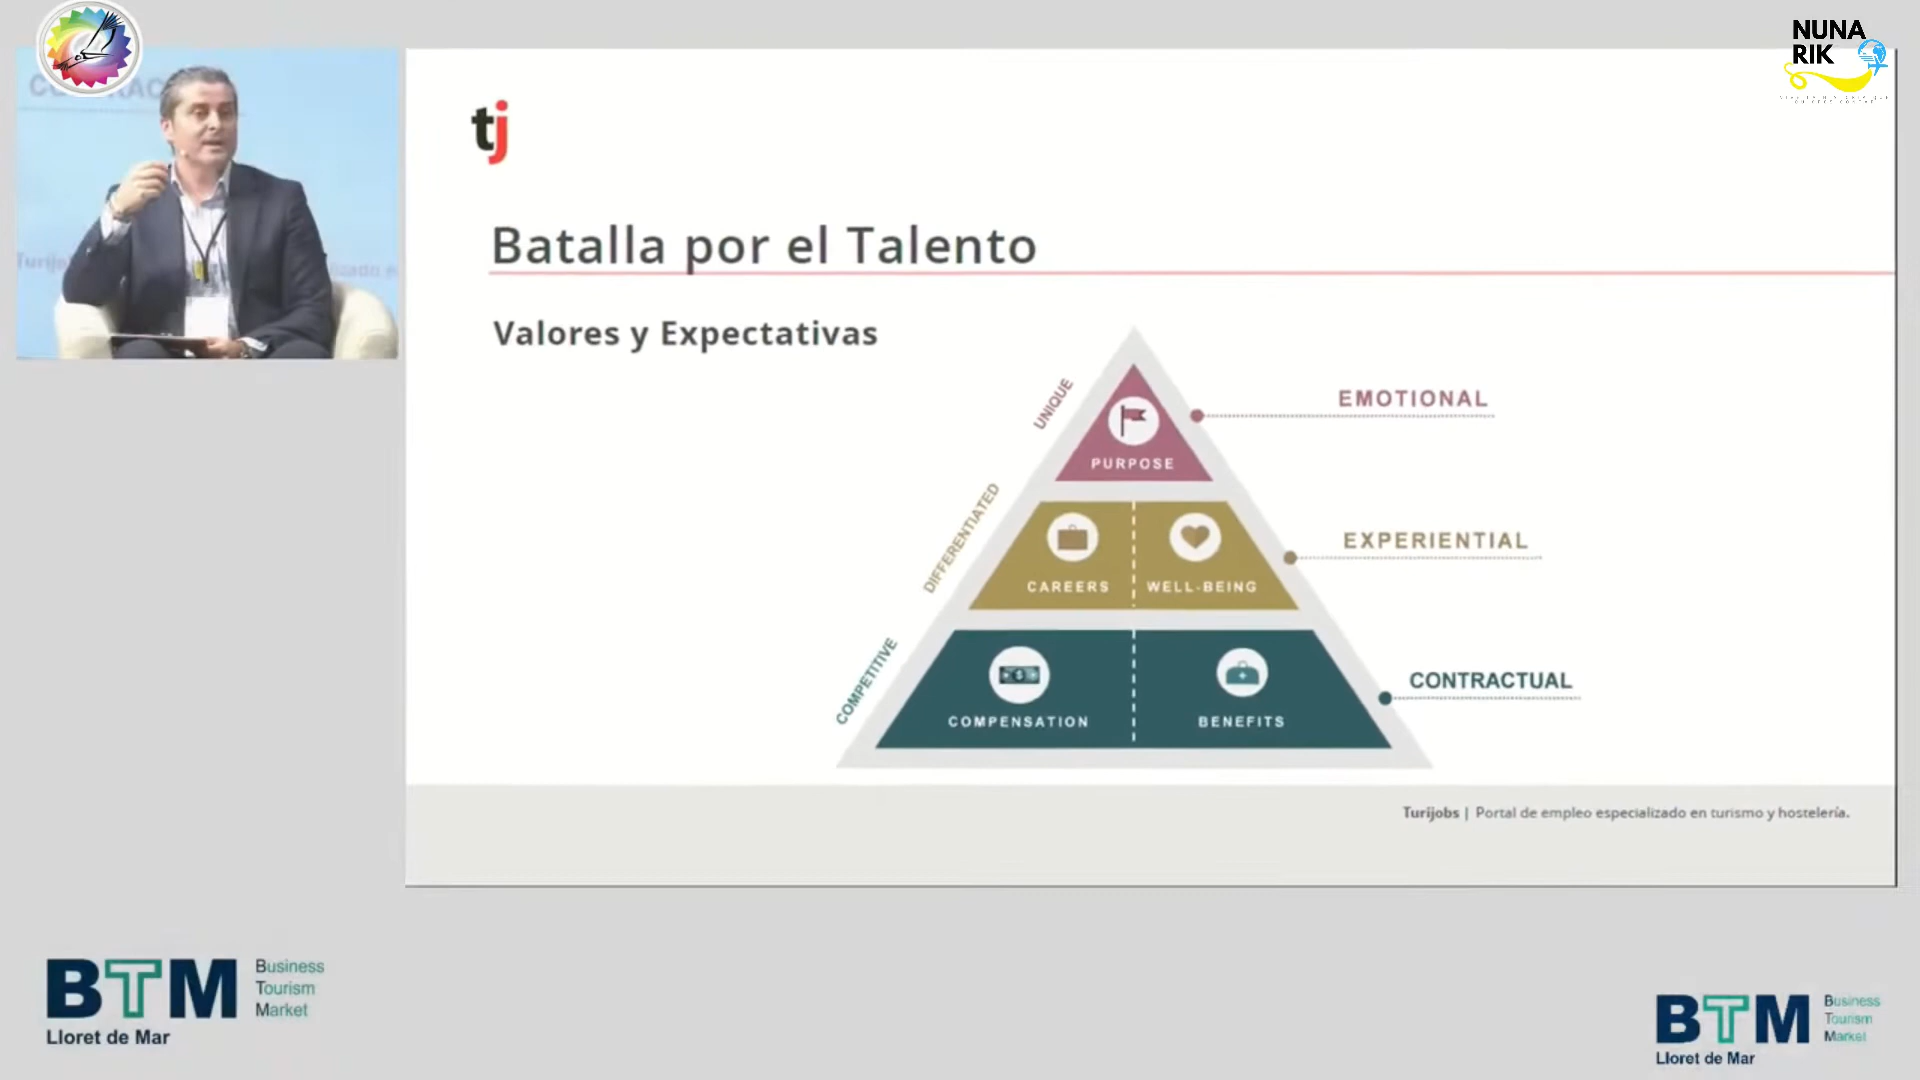 NUNA
RIK
tj
Batalla por el Talento
Valores y Expectativas
UNIQUE
EMOTIONAL
PURPOSE
DIFFERENTIATED
EXPERIENTIAL
CAREERS
WELL-BEING
COMPETITIVE
CONTRACTUAL
COMPENSATION
BENEFITS
Turijobs | Portal de empleo especializado en turismo y hostelería.
BTM
Business
Tourism
Market
Lloret de Mar
BTM
Business
Tourism
Market
Lloret de Mar